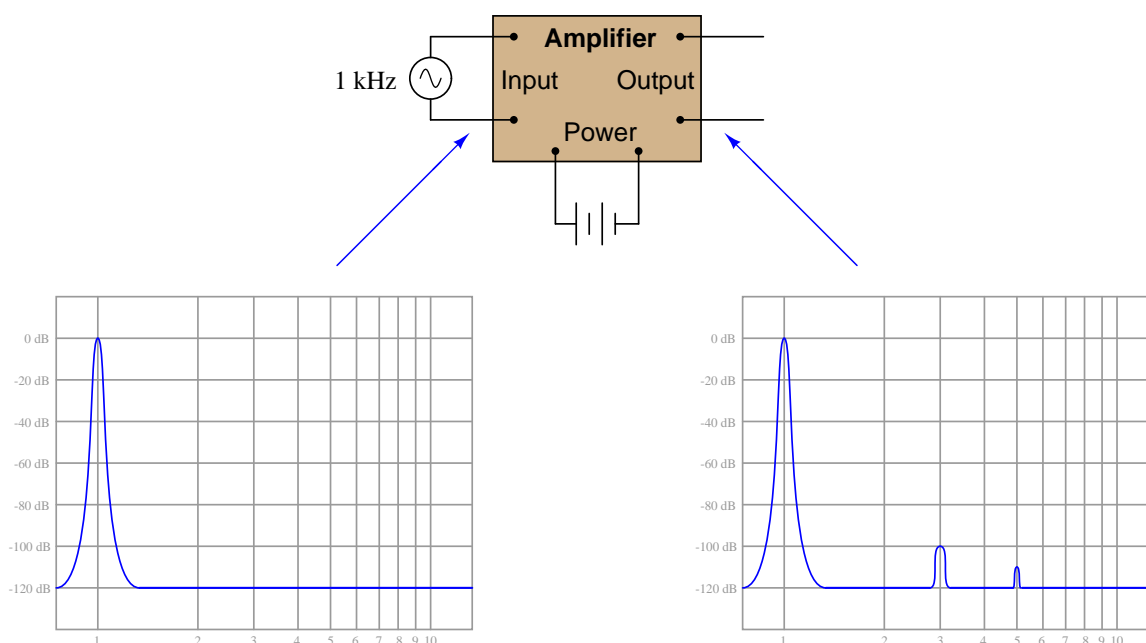 Amplifier
1 kHz
Input Output
Power
0 dB
-20 dB
-40 dB
-60 dB
-80 dB
-100 dB
-120 dB
1 2 3 4 5 6 7 8 9 10
0 dB
-20 dB
-40 dB
-60 dB
-80 dB
-100 dB
-120 dB
1 2 3 4 5 6 7 8 9 10